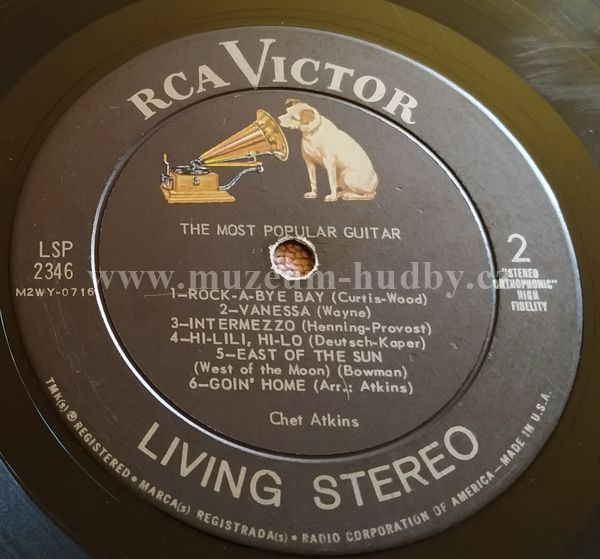 RCA VICTOR
THE MOST POPULAR GUITAR
LSP
2346
M2WY-0716
2
"STEREO
ORTHOPHONIC"
HIGH
FIDELITY
www.muzeum-hudby.cz
1–ROCK-A-BYE BAY (Curtis-Wood)
2–VANESSA (Wayne)
3–INTERMEZZO (Henning-Provost)
4–HI-LILI, HI-LO (Deutsch-Kaper)
5–EAST OF THE SUN
(West of the Moon) (Bowman)
6–GOIN' HOME (Arr.: Atkins)
Chet Atkins
LIVING STEREO
TMK(s) ® REGISTERED • MARCA(s) REGISTRADA(s) • RADIO CORPORATION OF AMERICA – MADE IN U.S.A.